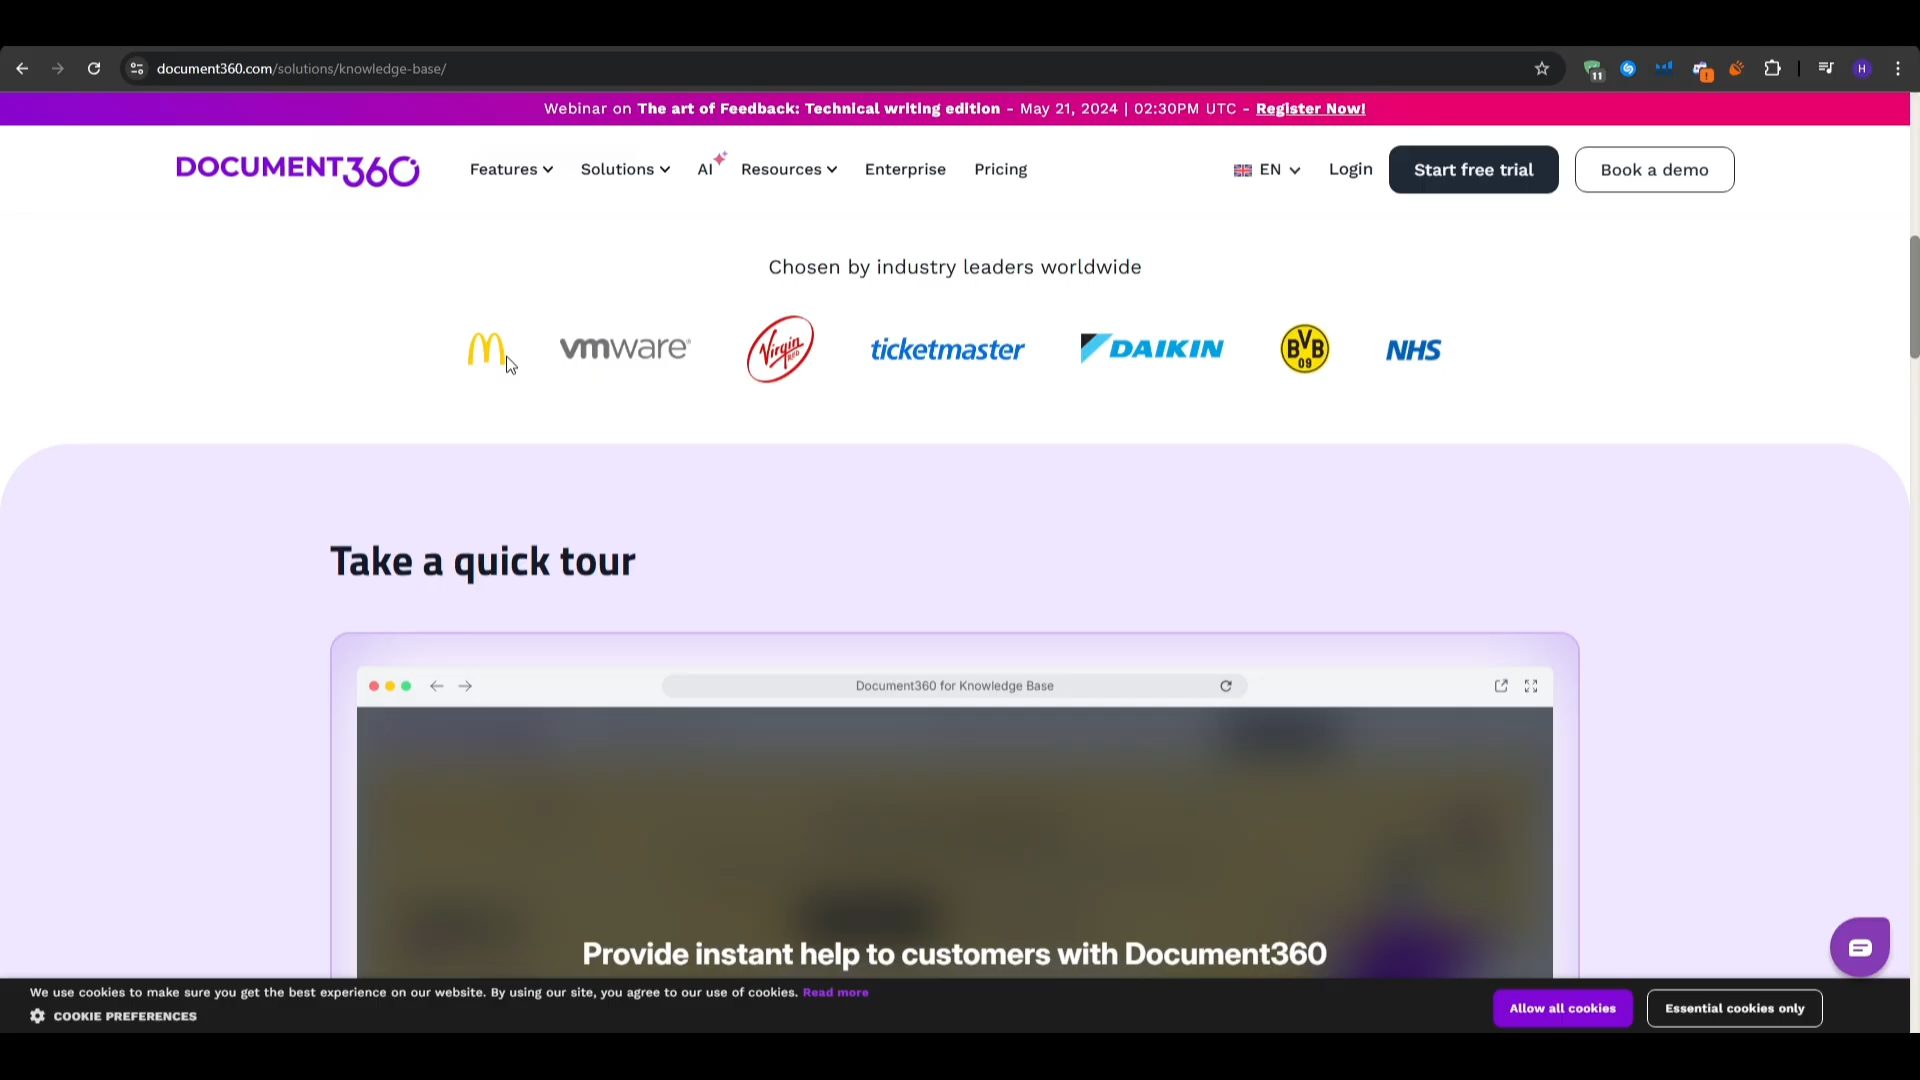 document360.com/solutions/knowledge-base/
11
H
Webinar on The art of Feedback: Technical writing edition - May 21, 2024 | 02:30PM UTC - Register Now!
DOCUMENT360
Features
Solutions
AI
Resources
Enterprise
Pricing
EN
Login
Start free trial
Book a demo
Chosen by industry leaders worldwide
vmware®
Virgin RED
ticketmaster
DAIKIN
BVB 09
NHS
Take a quick tour
Document360 for Knowledge Base
Provide instant help to customers with Document360
We use cookies to make sure you get the best experience on our website. By using our site, you agree to our use of cookies. Read more
COOKIE PREFERENCES
Allow all cookies
Essential cookies only